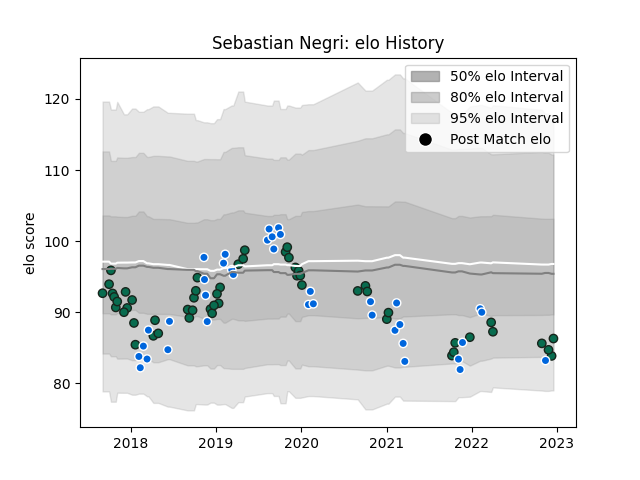 Sebastian Negri: elo History
50% elo Interval
80% elo Interval
95% elo Interval
Post Match elo
elo score
120
110
100
90
80
2018
2019
2020
2021
2022
2023